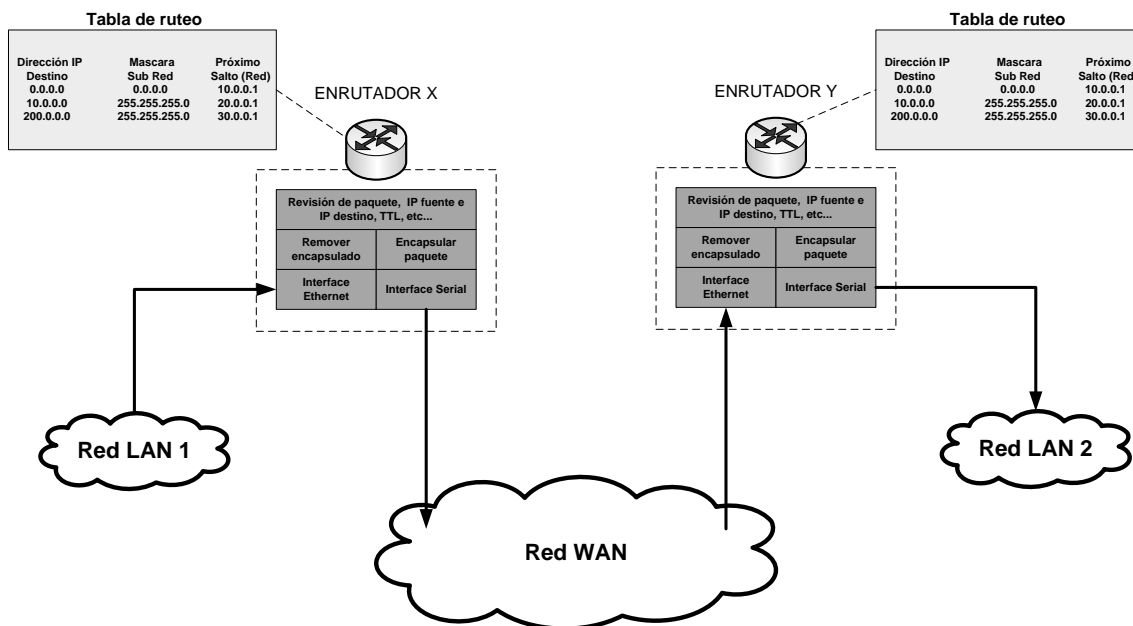 Tabla de ruteo
Dirección IP Destino Mascara Sub Red Próximo Salto (Red)
0.0.0.0 0.0.0.0 10.0.0.1
10.0.0.0 255.255.255.0 20.0.0.1
200.0.0.0 255.255.255.0 30.0.0.1
ENRUTADOR X
Revisión de paquete, IP fuente e
IP destino, TTL, etc...
Remover
encapsulado
Encapsular
paquete
Interface
Ethernet
Interface Serial
Red LAN 1
Tabla de ruteo
Dirección IP Destino Mascara Sub Red Próximo Salto (Red)
0.0.0.0 0.0.0.0 10.0.0.1
10.0.0.0 255.255.255.0 20.0.0.1
200.0.0.0 255.255.255.0 30.0.0.1
ENRUTADOR Y
Revisión de paquete, IP fuente e
IP destino, TTL, etc...
Remover
encapsulado
Encapsular
paquete
Interface
Ethernet
Interface Serial
Red LAN 2
Red WAN